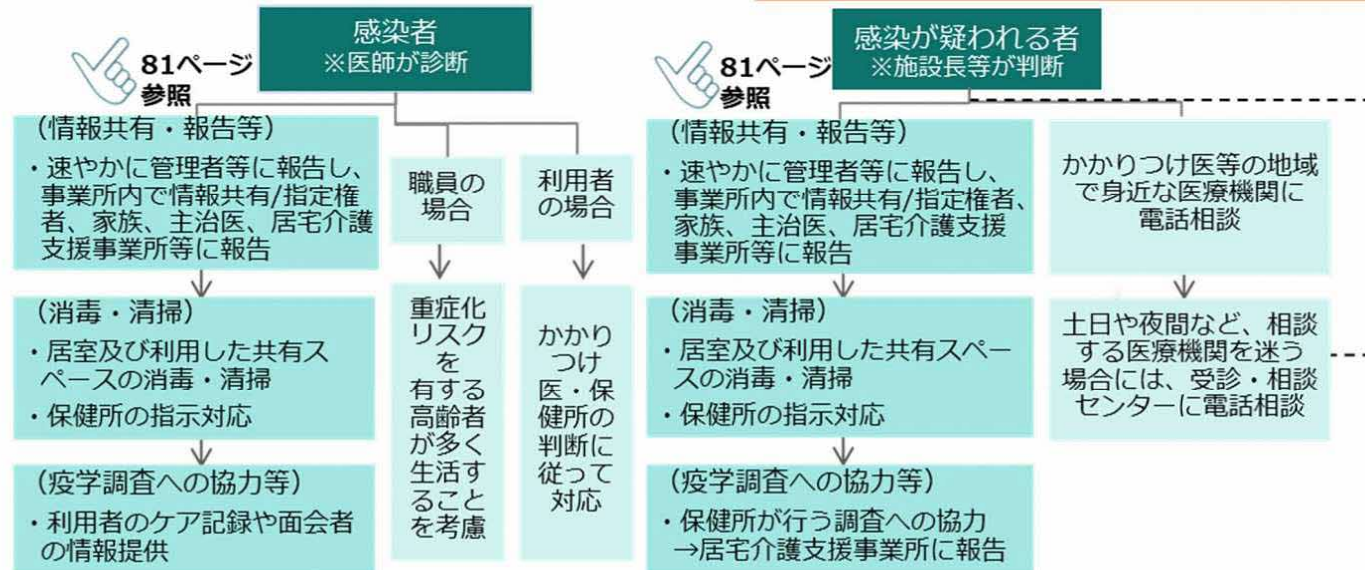 感染者
※医師が診断
81ページ
参照
(情報共有・報告等)
・速やかに管理者等に報告し、
事業所内で情報共有/指定権
者、家族、主治医、居宅介護
支援事業所等に報告
(消毒・清掃)
・居室及び利用した共有ス
ペースの消毒・清掃
・保健所の指示対応
(疫学調査への協力等)
・利用者のケア記録や面会者
の情報提供
職員の
場合
重症化
リスク
を
有する
高齢者
が多く
生活す
ること
を考慮
利用者
の場合
かかり
つけ
医・保
健所の
判断に
従って
対応
感染が疑われる者
※施設長等が判断
81ページ
参照
(情報共有・報告等)
・速やかに管理者等に報告し、
事業所内で情報共有/指定権者、
家族、主治医、居宅介護支援
事業所等に報告
(消毒・清掃)
・居室及び利用した共有スペー
スの消毒・清掃
・保健所の指示対応
(疫学調査への協力等)
・保健所が行う調査への協力
→居宅介護支援事業所に報告
かかりつけ医等の地域
で身近な医療機関に
電話相談
土日や夜間など、相談
する医療機関を迷う
場合には、受診・相談
センターに電話相談